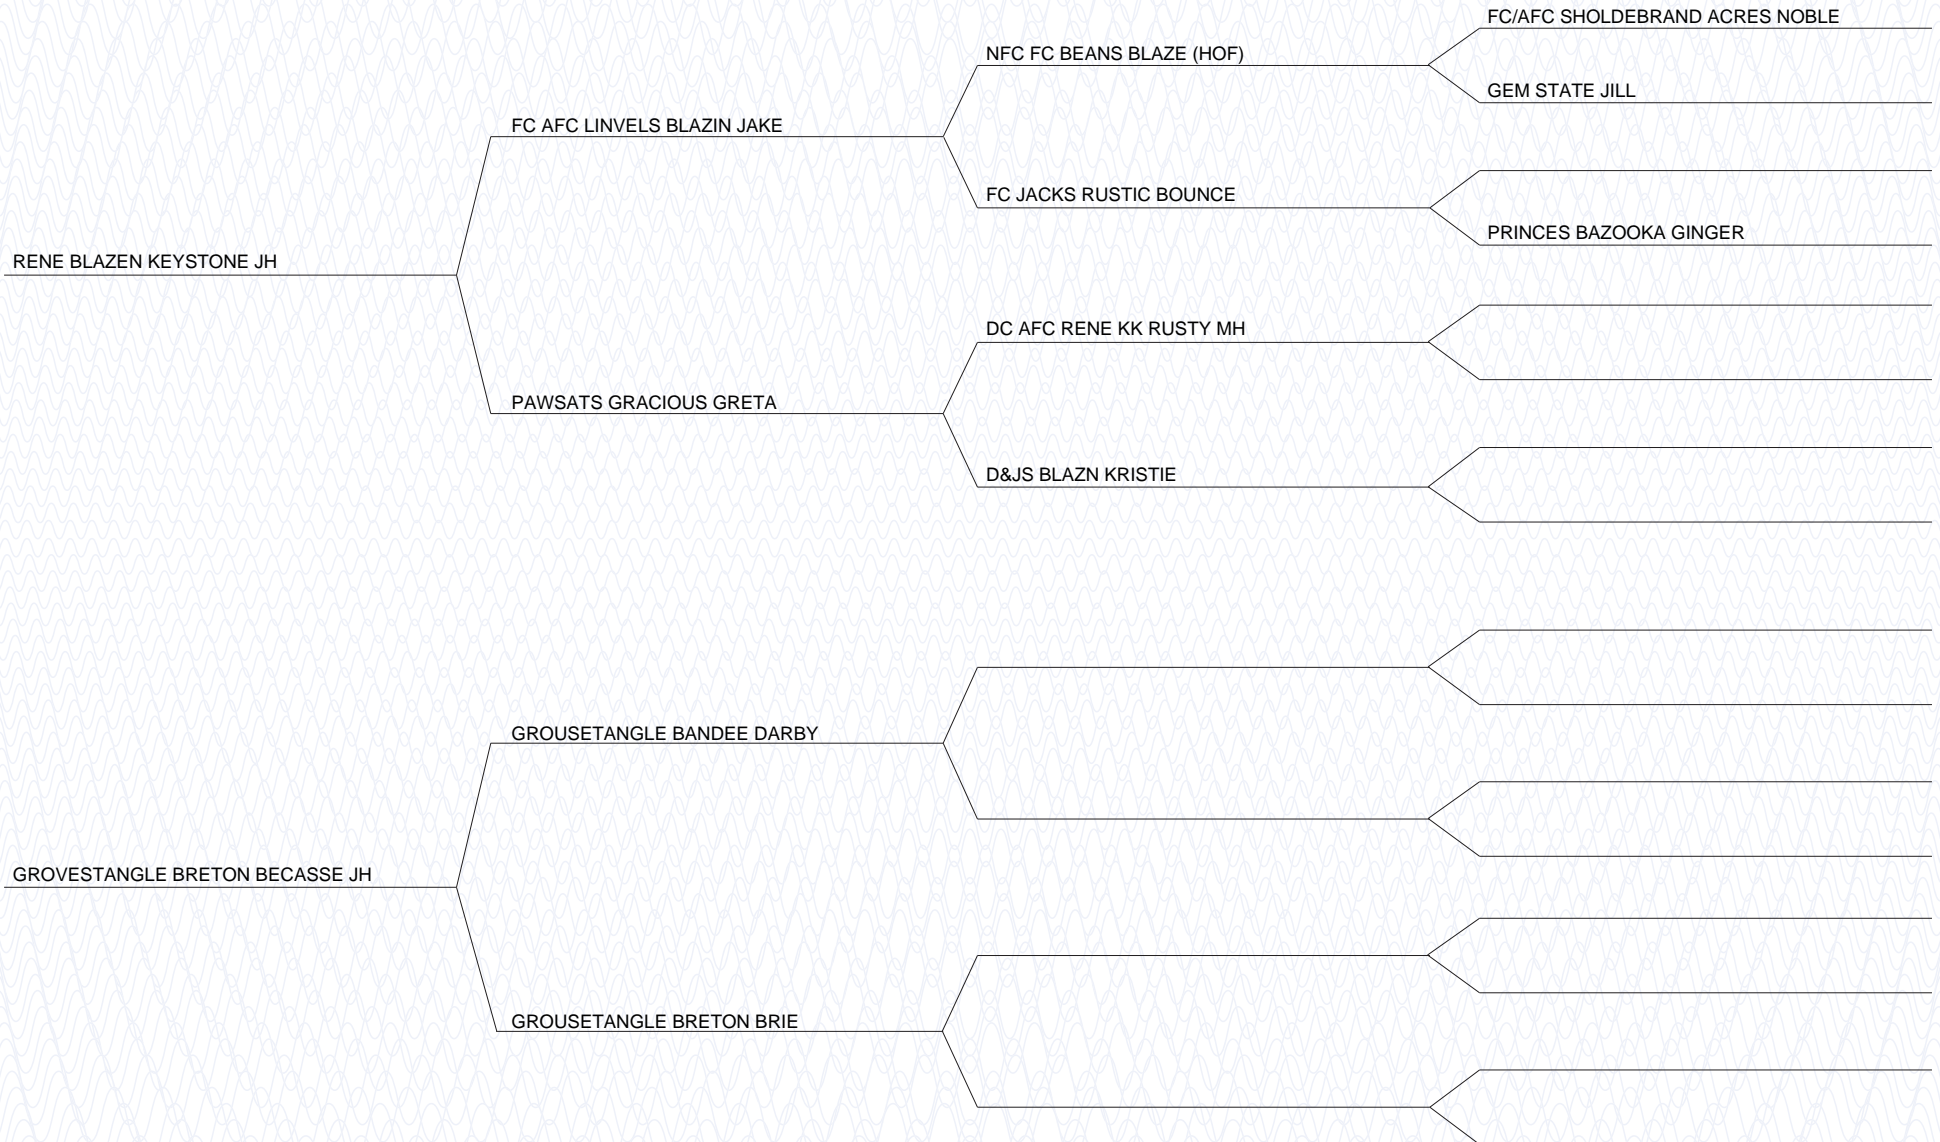 FC/AFC SHOLDEBRAND ACRES NOBLE
NFC FC BEANS BLAZE (HOF)
GEM STATE JILL
FC AFC LINVELS BLAZIN JAKE
FC JACKS RUSTIC BOUNCE
PRINCES BAZOOKA GINGER
RENE BLAZEN KEYSTONE JH
DC AFC RENE KK RUSTY MH
PAWSATS GRACIOUS GRETA
D&JS BLAZN KRISTIE
GROUSETANGLE BANDEE DARBY
GROVESTANGLE BRETON BECASSE JH
GROUSETANGLE BRETON BRIE